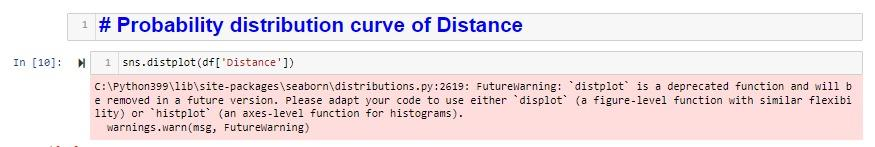 1 # Probability distribution curve of Distance
In [10]: 1 sns.distplot(df['Distance'])
C:\Python399\lib\site-packages\seaborn\distributions.py:2619: FutureWarning: `distplot` is a deprecated function and will b
e removed in a future version. Please adapt your code to use either `displot` (a figure-level function with similar flexibi
lity) or `histplot` (an axes-level function for histograms).
  warnings.warn(msg, FutureWarning)